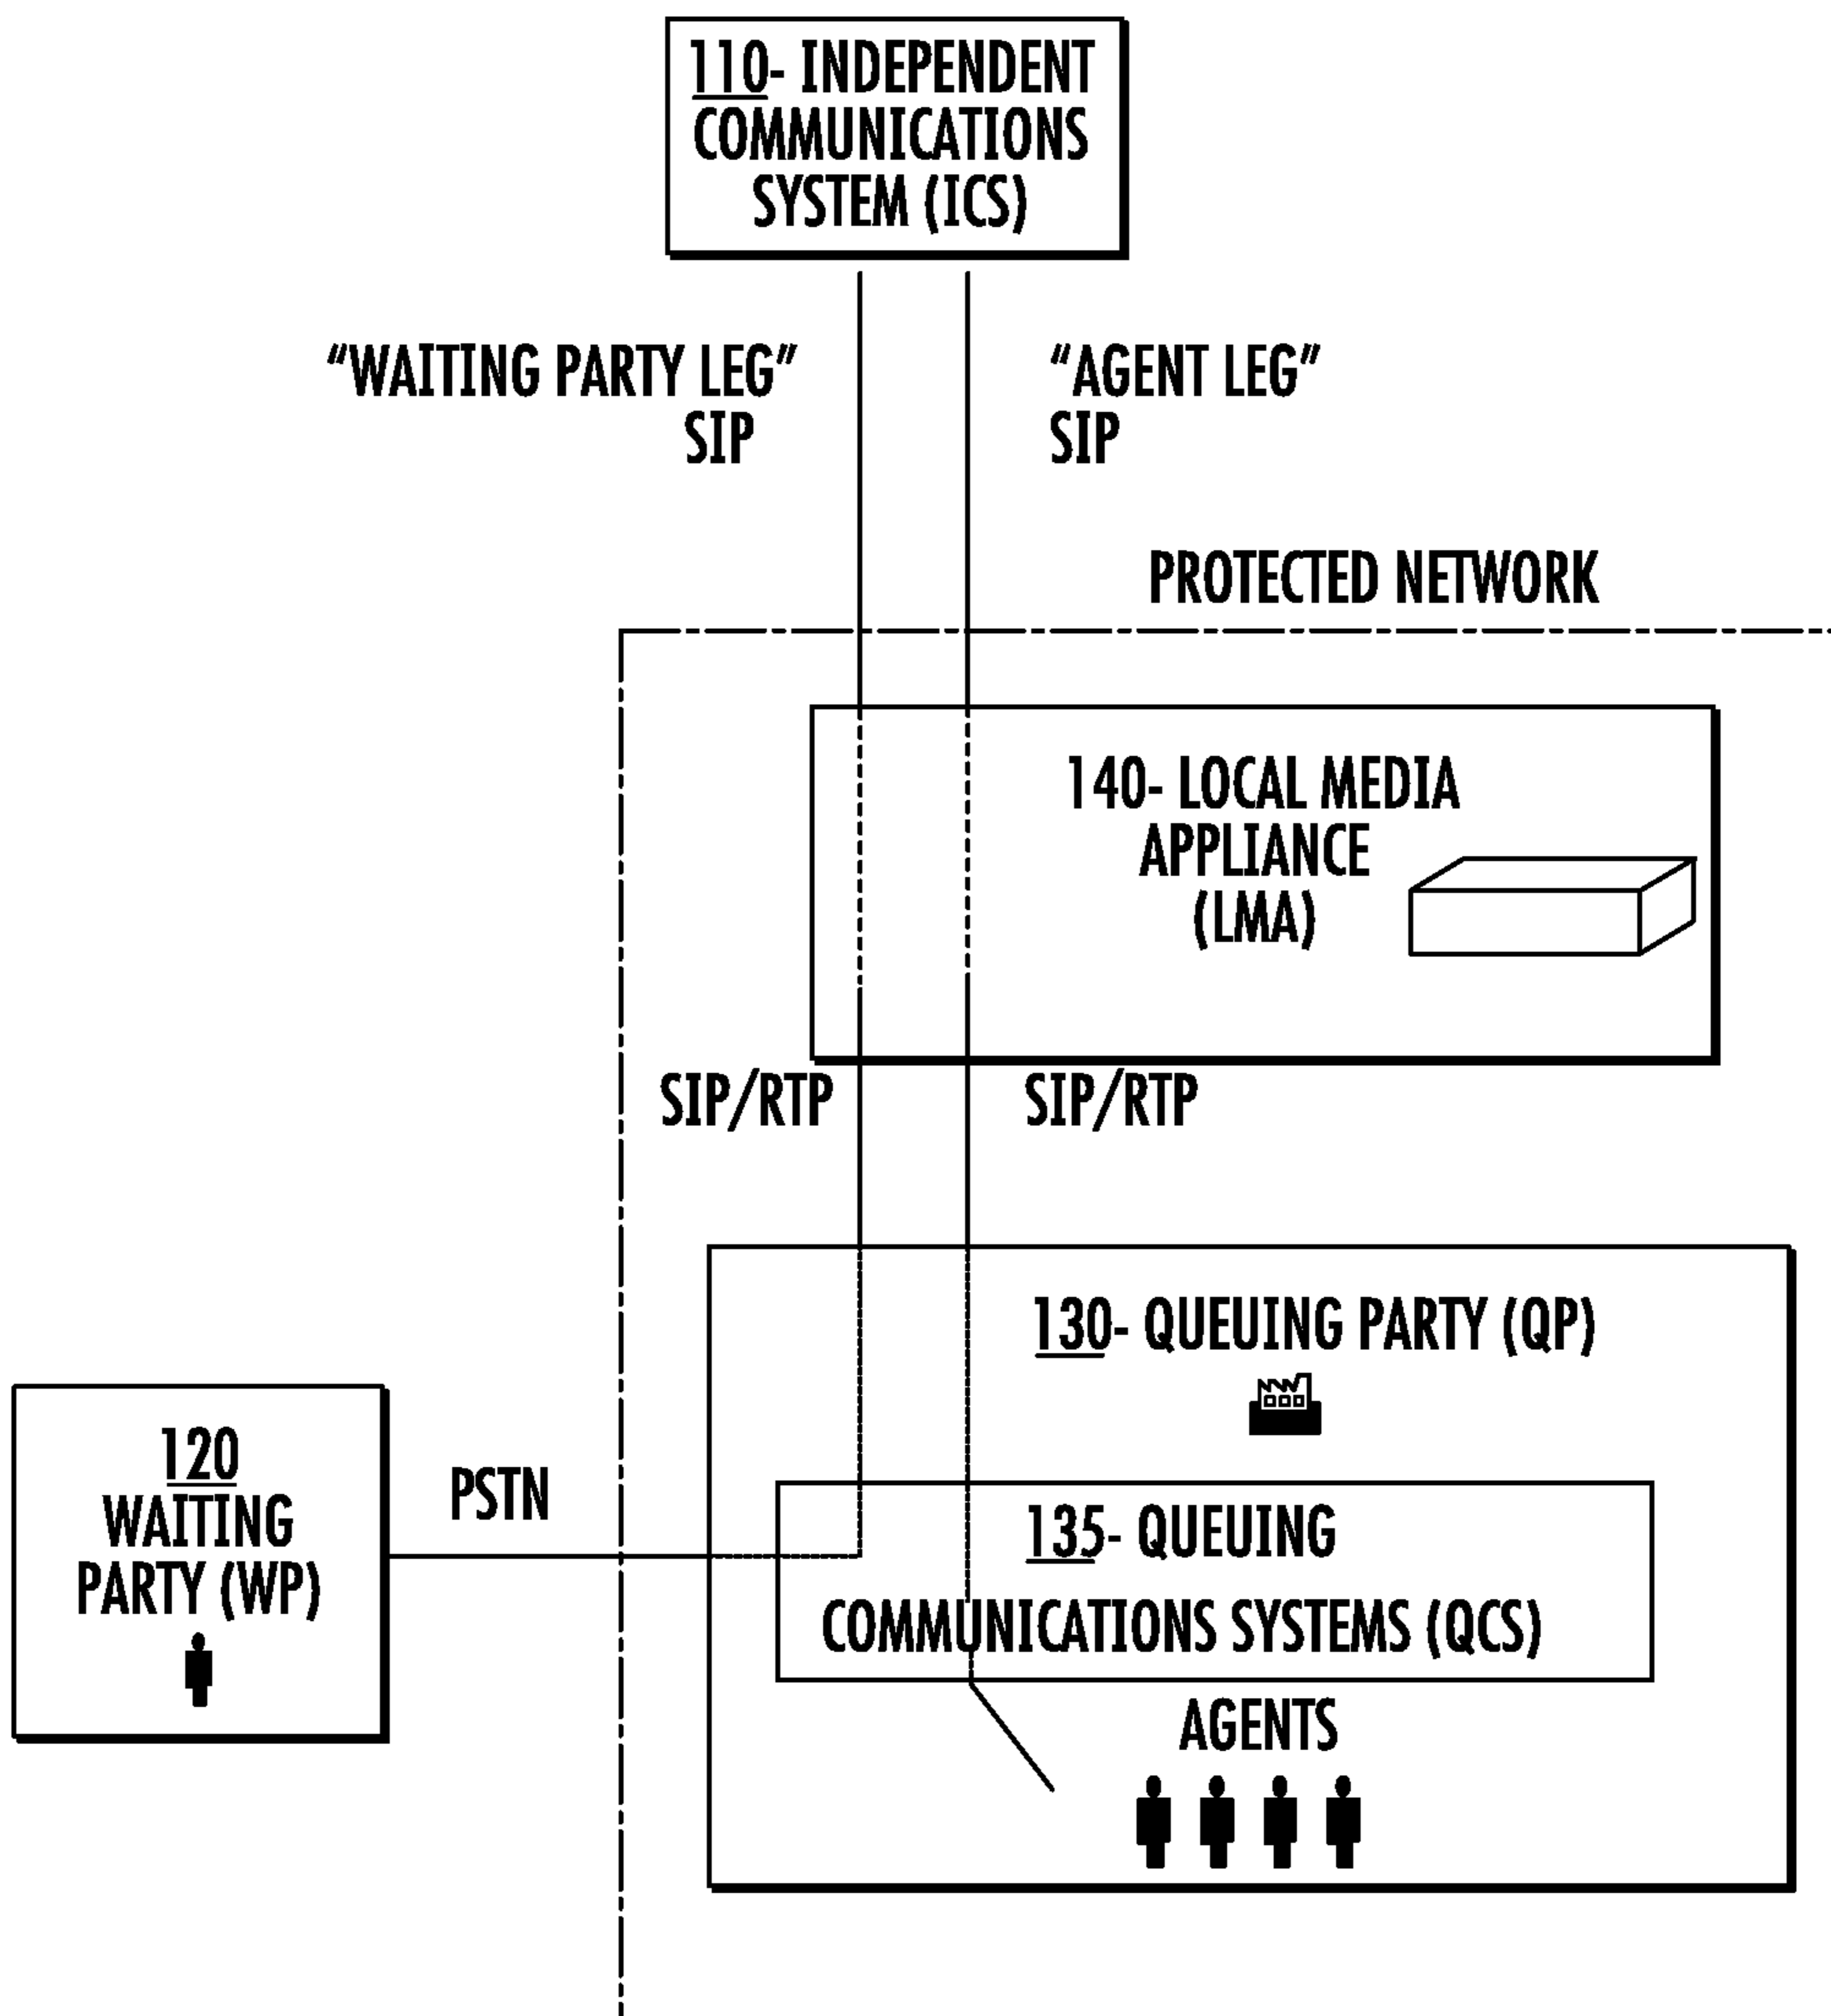 110- INDEPENDENT
COMMUNICATIONS
SYSTEM (ICS)
"WAITING PARTY LEG"
SIP
"AGENT LEG"
SIP
PROTECTED NETWORK
140- LOCAL MEDIA
APPLIANCE
(LMA)
SIP/RTP
SIP/RTP
130- QUEUING PARTY (QP)
120
WAITING
PARTY (WP)
PSTN
135- QUEUING
COMMUNICATIONS SYSTEMS (QCS)
AGENTS